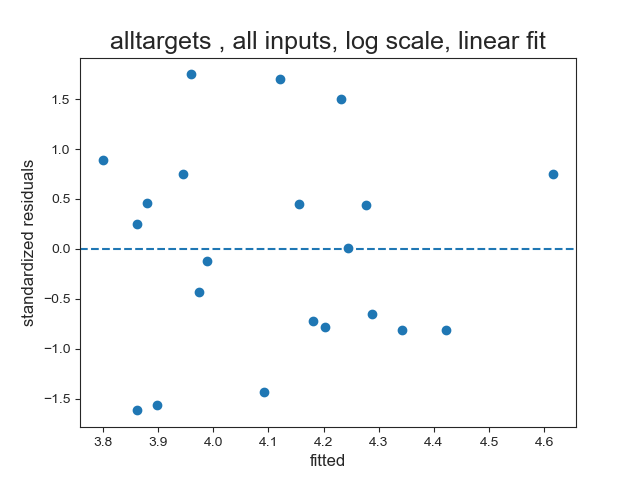 alltargets , all inputs, log scale, linear fit
standardized residuals
1.5
1.0
0.5
0.0
−0.5
−1.0
−1.5
3.8 3.9 4.0 4.1 4.2 4.3 4.4 4.5 4.6
fitted